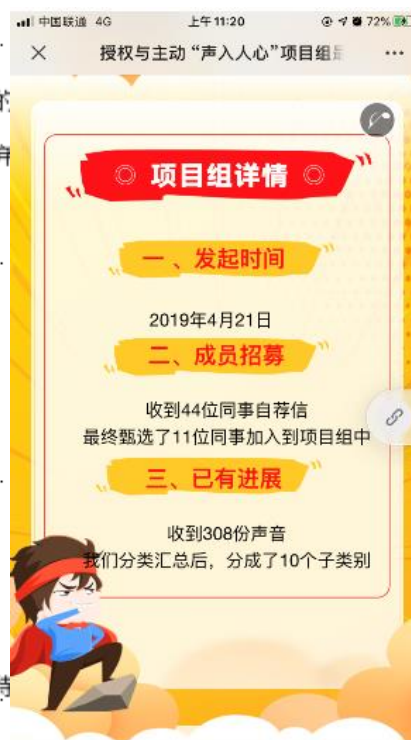 中国联通 4G 上午11:20 72%
授权与主动“声入人心”项目组
项目组详情
一、发起时间
2019年4月21日
二、成员招募
收到44位同事自荐信
最终甄选了11位同事加入到项目组中
三、已有进展
收到308份声音
我们分类汇总后，分成了10个子类别